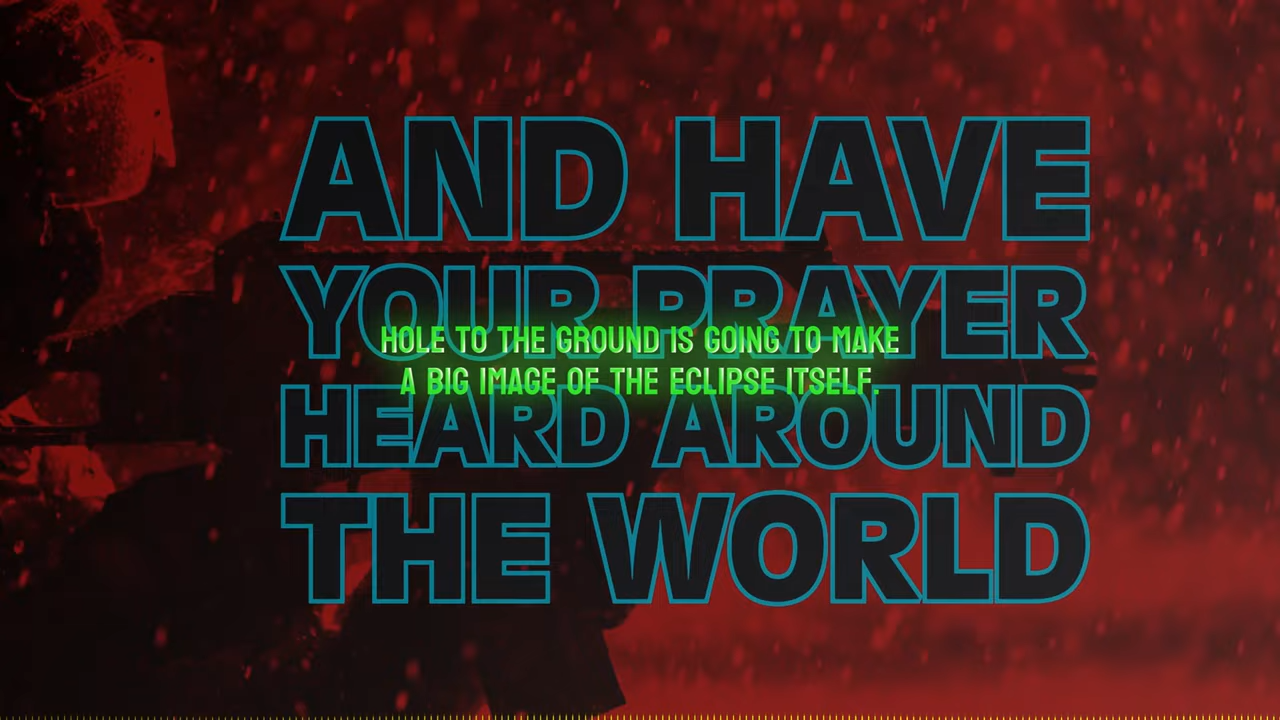 AND HAVE
YOUR PRAYER
HOLE TO THE GROUND IS GOING TO MAKE
A BIG IMAGE OF THE ECLIPSE ITSELF.
HEARD AROUND
THE WORLD